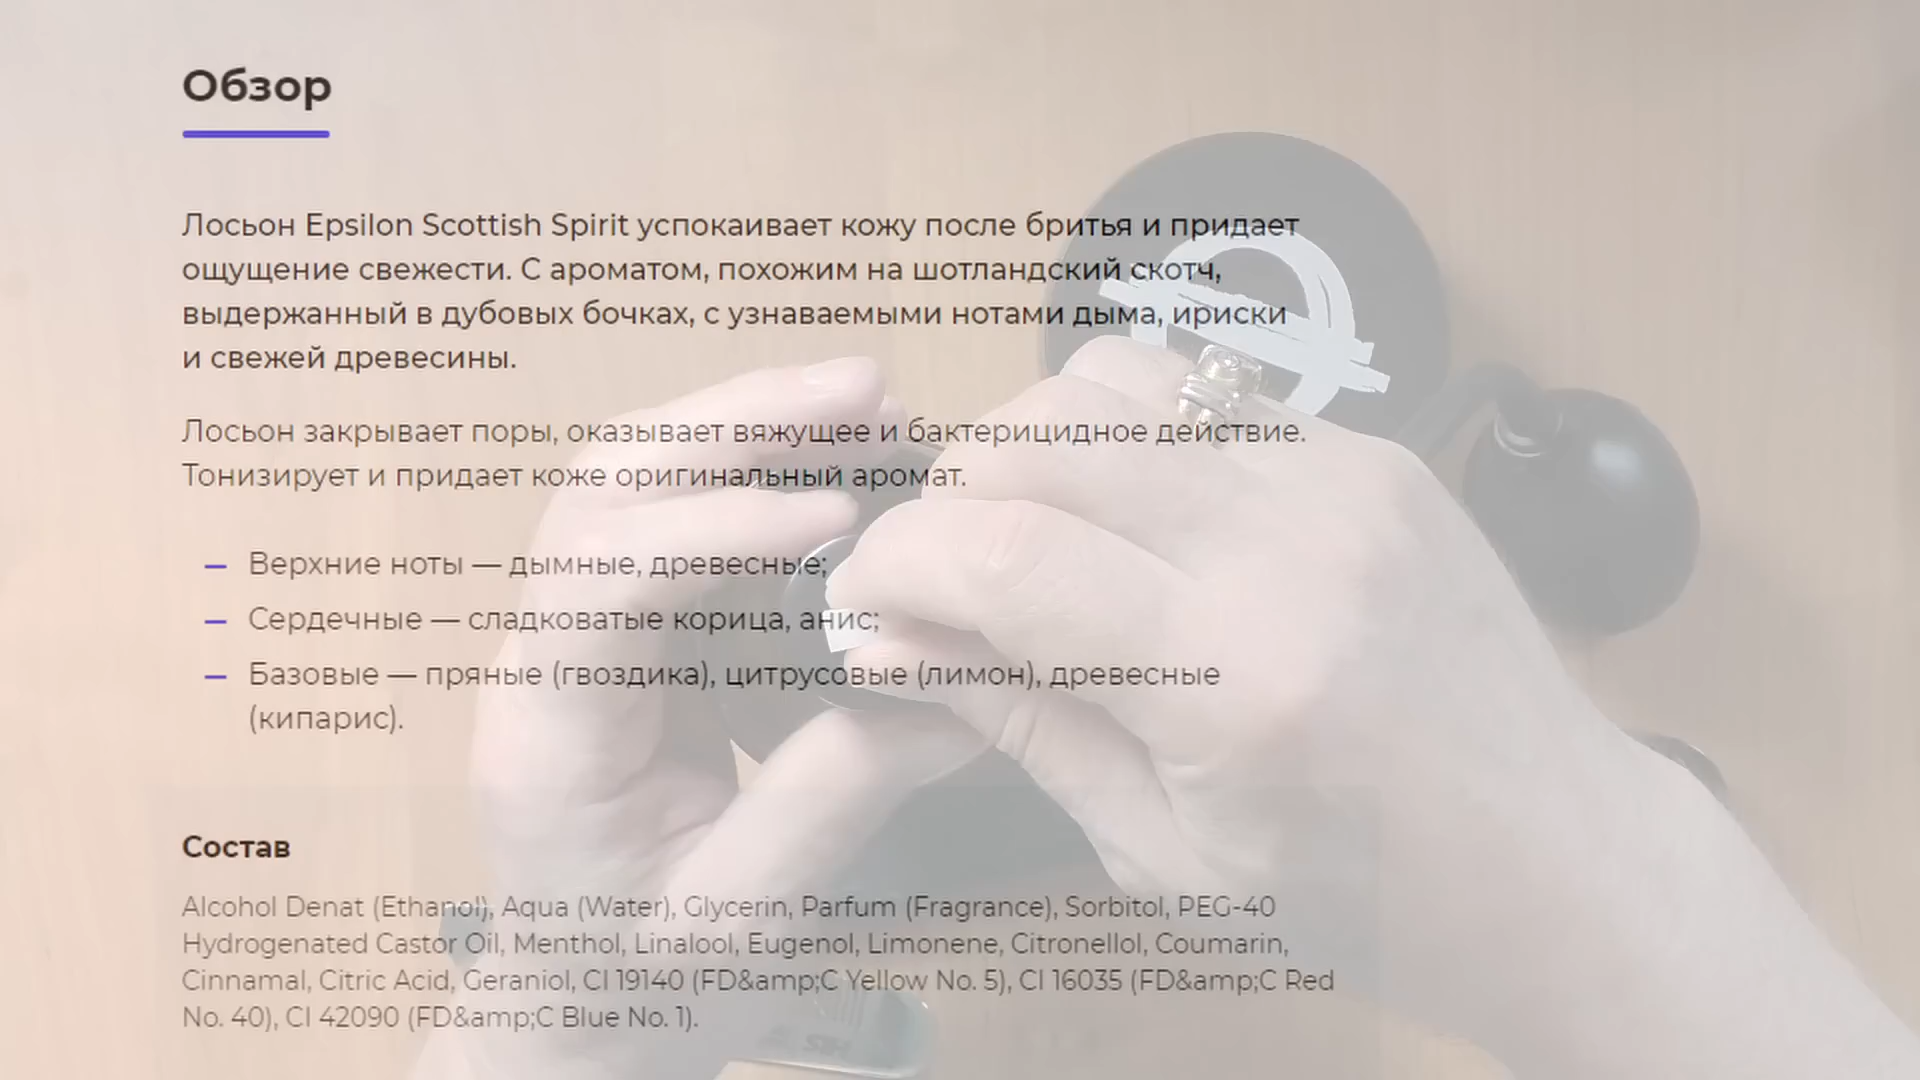 Обзор
Лосьон Epsilon Scottish Spirit успокаивает кожу после бритья и придает
ощущение свежести. С ароматом, похожим на шотландский скотч,
выдержанный в дубовых бочках, с узнаваемыми нотами дыма, ириски
и свежей древесины.
Лосьон закрывает поры, оказывает вяжущее и бактерицидное действие.
Тонизирует и придает коже оригинальный аромат.
— Верхние ноты — дымные, древесные;
— Сердечные — сладковатые корица, анис;
— Базовые — пряные (гвоздика), цитрусовые (лимон), древесные
(кипарис).
Состав
Alcohol Denat (Ethanol), Aqua (Water), Glycerin, Parfum (Fragrance), Sorbitol, PEG-40
Hydrogenated Castor Oil, Menthol, Linalool, Eugenol, Limonene, Citronellol, Coumarin,
Cinnamal, Citric Acid, Geraniol, CI 19140 (FD&amp;C Yellow No. 5), CI 16035 (FD&amp;C Red
No. 40), CI 42090 (FD&amp;C Blue No. 1).